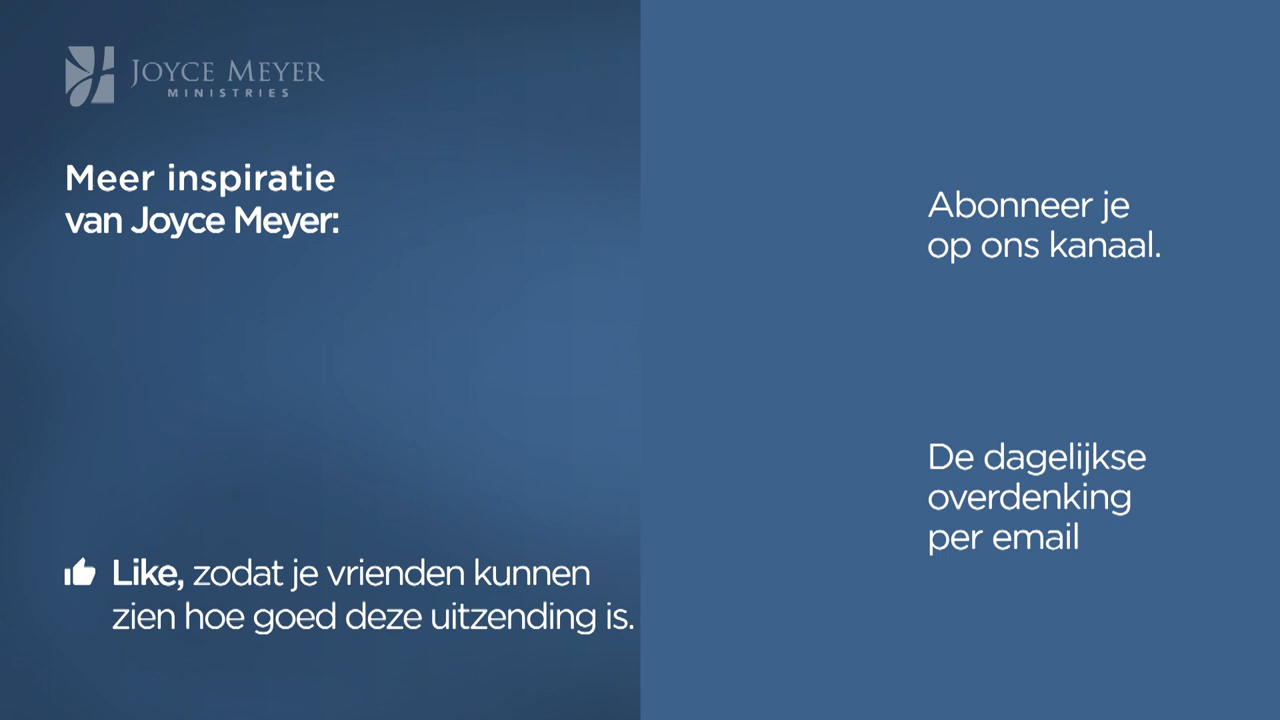 JOYCE MEYER
MINISTRIES
Meer inspiratie
van Joyce Meyer:
Like, zodat je vrienden kunnen
zien hoe goed deze uitzending is.
Abonneer je
op ons kanaal.
De dagelijkse
overdenking
per email